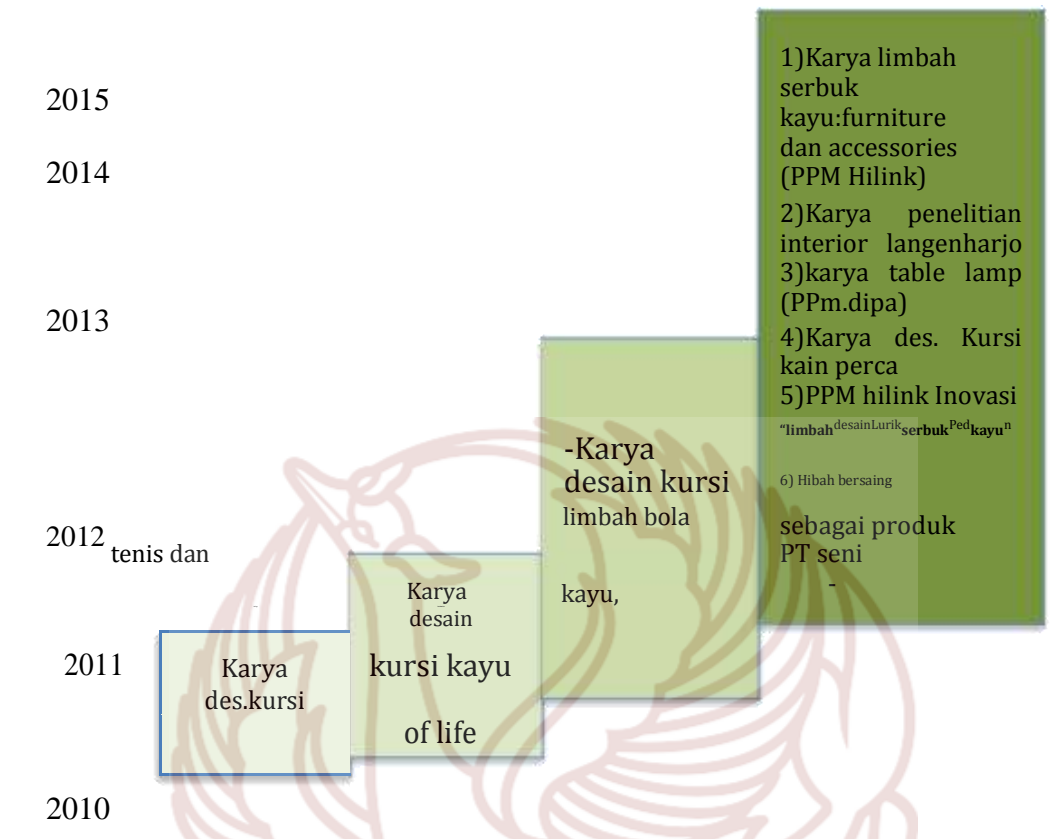 2015
2014
2013
2012
tenis dan
2011
2010
Karya
des.kursi
Karya
desain
kursi kayu
of life
-Karya
desain kursi
limbah bola
kayu,
1)Karya limbah
serbuk
kayu:furniture
dan accessories
(PPM Hilink)
2)Karya penelitian
interior langenharjo
3)karya table lamp
(PPm.dipa)
4)Karya des. Kursi
kain perca
5)PPM hilink Inovasi
“limbah desainLurik serbuk Ped kayu n
6) Hibah bersaing
sebagai produk
PT seni
-